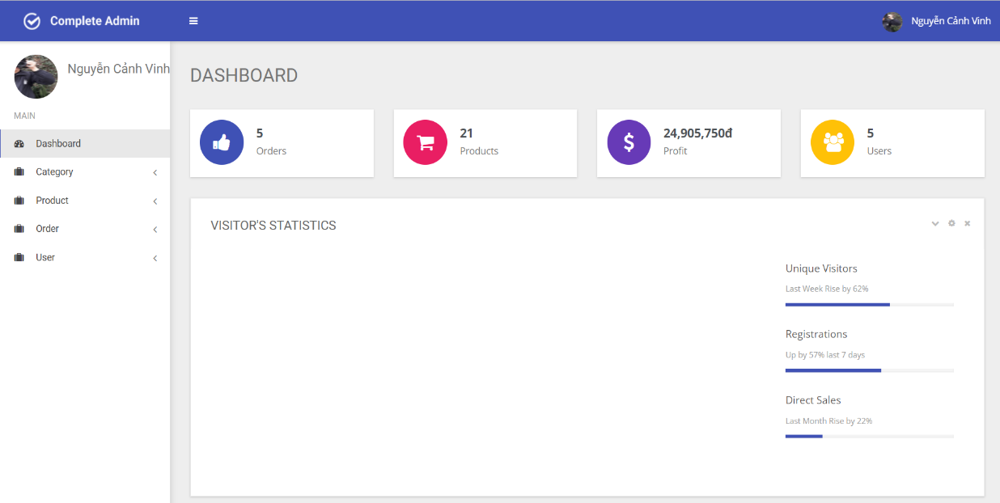 Complete Admin
Nguyễn Cảnh Vinh
Nguyễn Cảnh Vinh
MAIN
Dashboard
Category
Product
Order
User
DASHBOARD
5
Orders
21
Products
24,905,750đ
Profit
5
Users
VISITOR'S STATISTICS
Unique Visitors
Last Week Rise by 62%
Registrations
Up by 57% last 7 days
Direct Sales
Last Month Rise by 22%